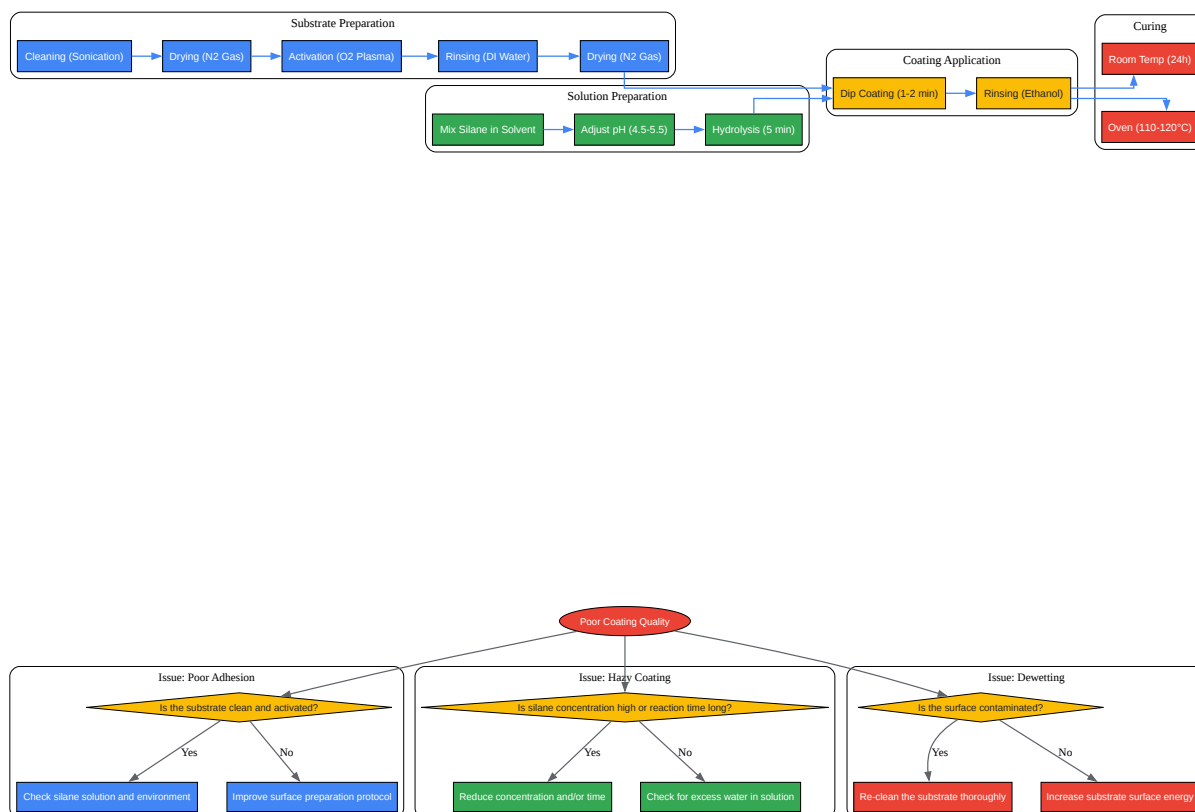 Substrate Preparation
Cleaning (Sonication)
Drying (N2 Gas)
Activation (O2 Plasma)
Rinsing (DI Water)
Drying (N2 Gas)
Solution Preparation
Mix Silane in Solvent
Adjust pH (4.5-5.5)
Hydrolysis (5 min)
Coating Application
Dip Coating (1-2 min)
Rinsing (Ethanol)
Curing
Room Temp (24h)
Oven (110-120°C)
Poor Coating Quality
Issue: Poor Adhesion
Is the substrate clean and activated?
Yes
No
Check silane solution and environment
Improve surface preparation protocol
Issue: Hazy Coating
Is silane concentration high or reaction time long?
Yes
No
Reduce concentration and/or time
Check for excess water in solution
Issue: Dewetting
Is the surface contaminated?
Yes
No
Re-clean the substrate thoroughly
Increase substrate surface energy